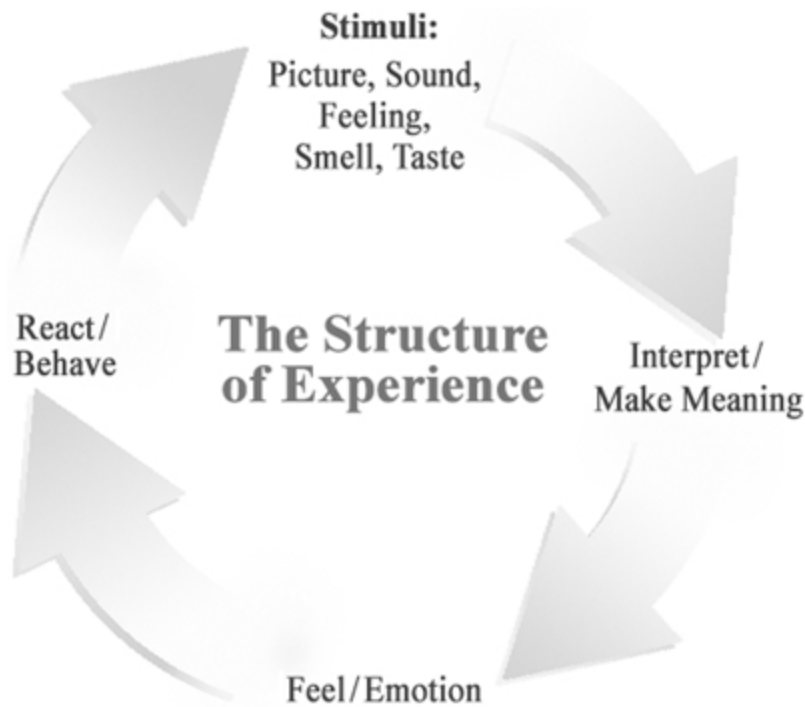 Stimuli:
Picture, Sound,
Feeling,
Smell, Taste
React/
Behave
The Structure
of Experience
Interpret/
Make Meaning
Feel/Emotion